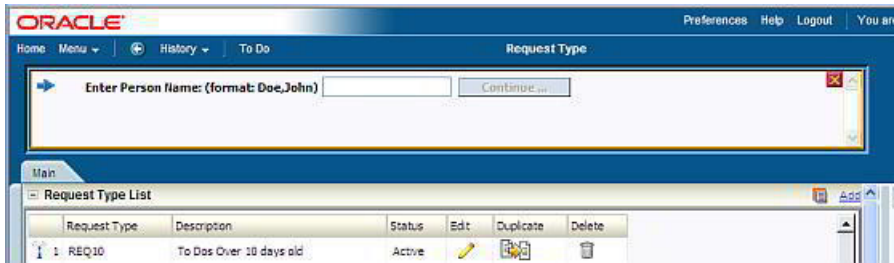 ORACLE
Preferences Help Logout You are
Home Menu History To Do Request Type
Enter Person Name: (format: Doe,John) Continue ...
Main
Request Type List Add
Request Type Description Status Edit Duplicate Delete
1 REQ10 To Dos Over 10 days old Active